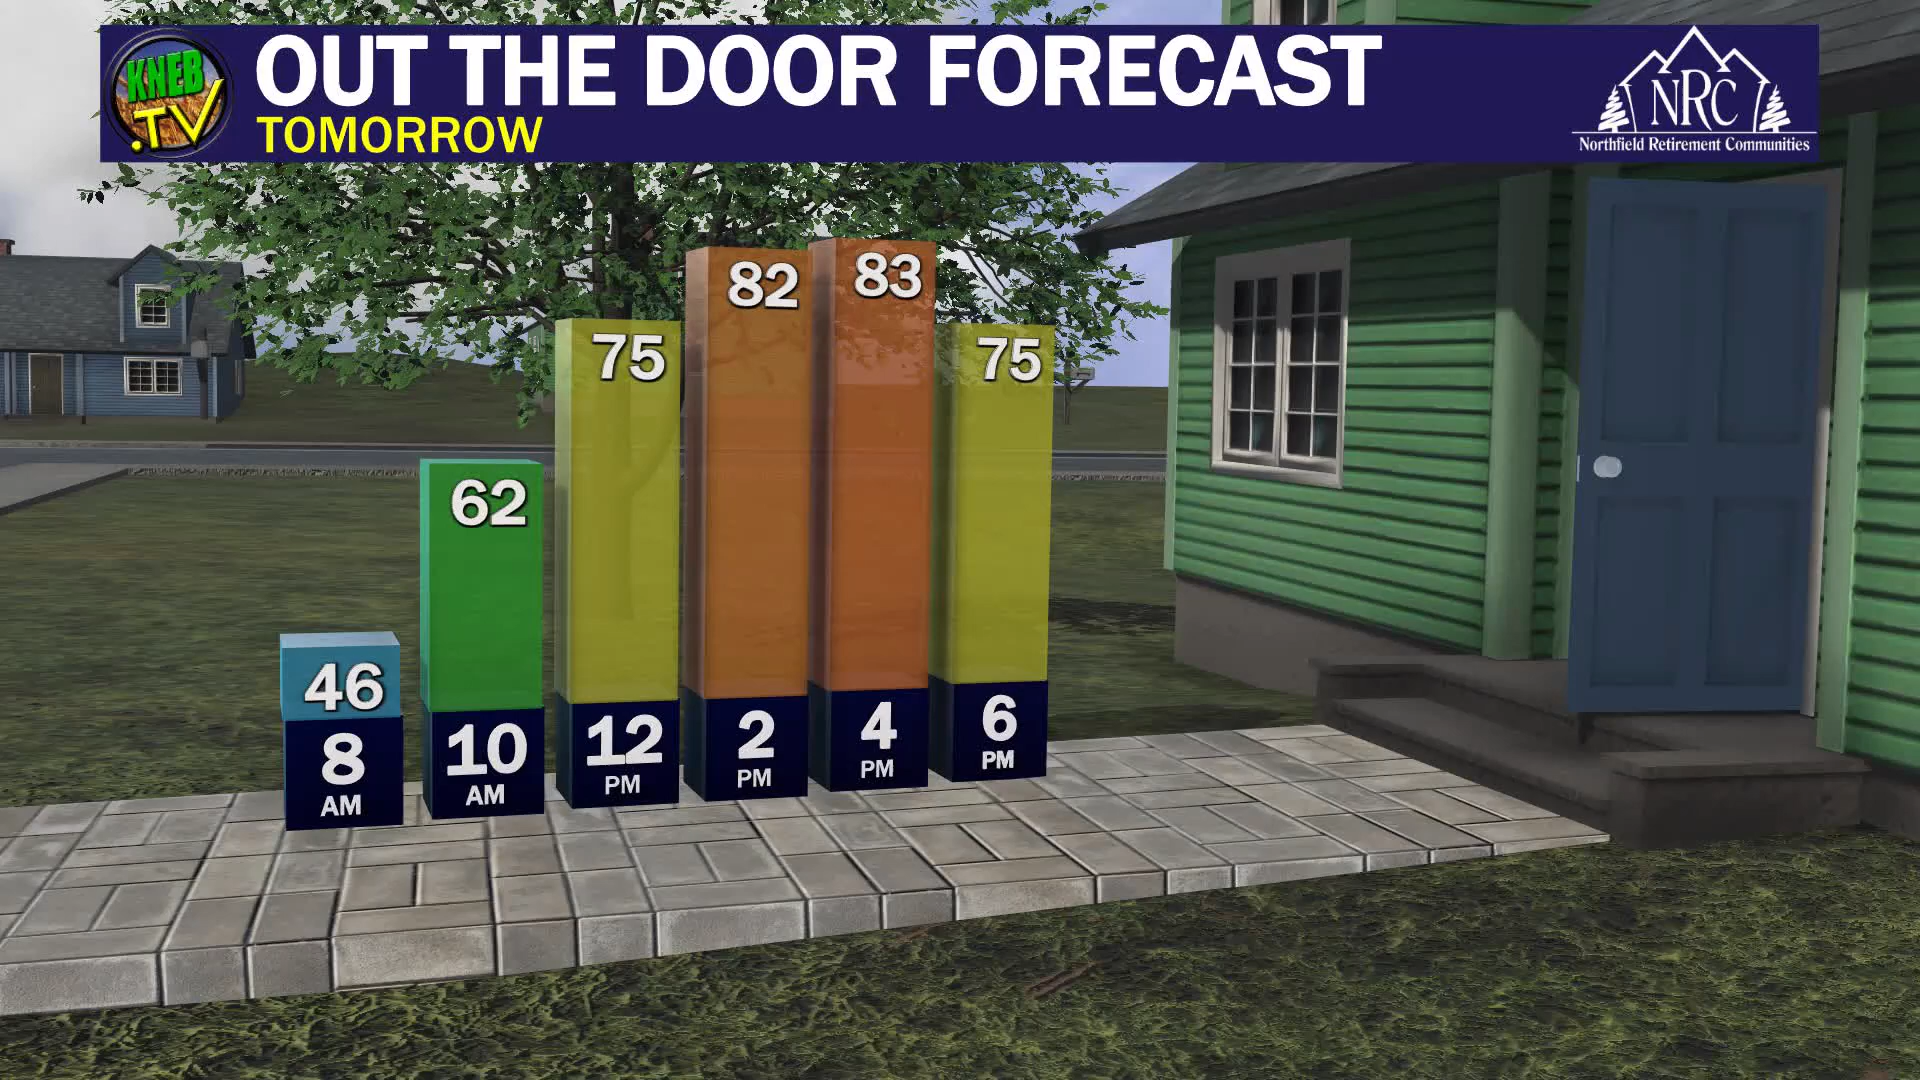 KNEB
.TV
OUT THE DOOR FORECAST
TOMORROW
NRC
Northfield Retirement Communities
46
62
75
82
83
75
8
AM
10
AM
12
PM
2
PM
4
PM
6
PM